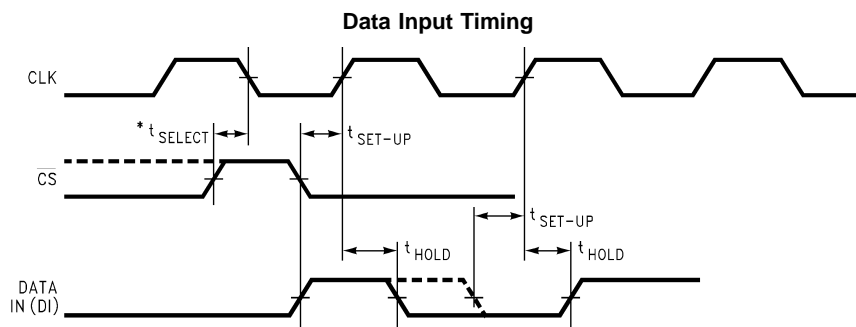 Data Input Timing
CLK
* tSELECT
tSET-UP
CS
tSET-UP
tHOLD
tHOLD
DATA
IN (DI)